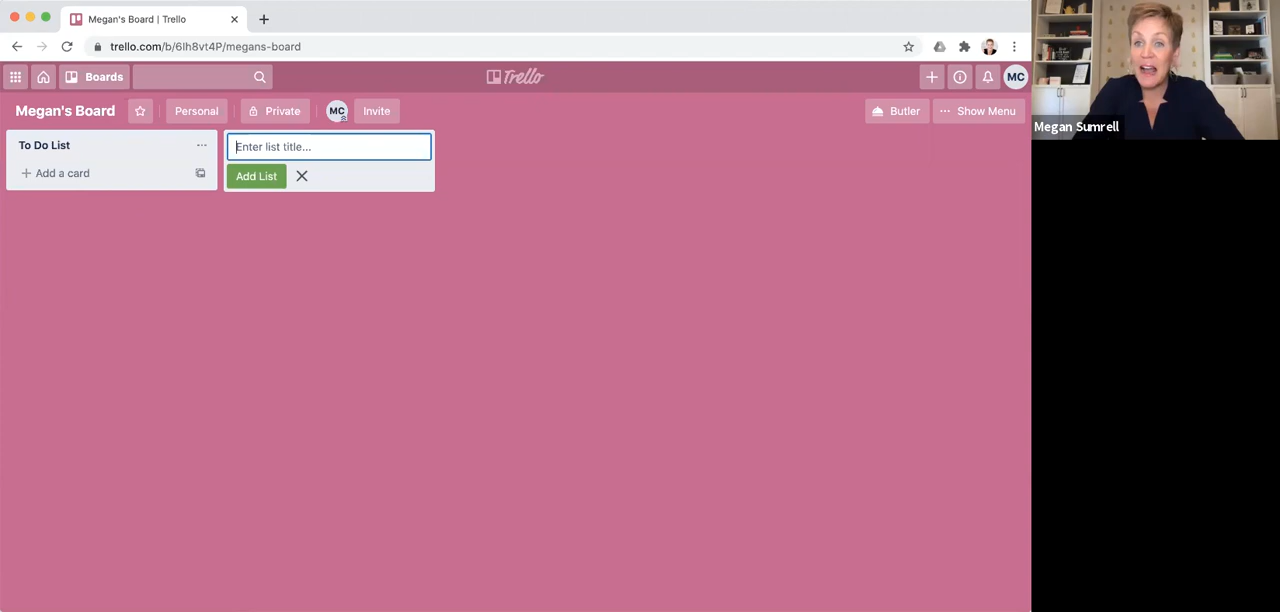 Megan's Board | Trello
trello.com/b/6lh8vt4P/megans-board
Boards
Trello
MC
Megan's Board
Personal
Private
MC
Invite
Butler
Show Menu
To Do List
Enter list title...
+ Add a card
Add List
Megan Sumrell